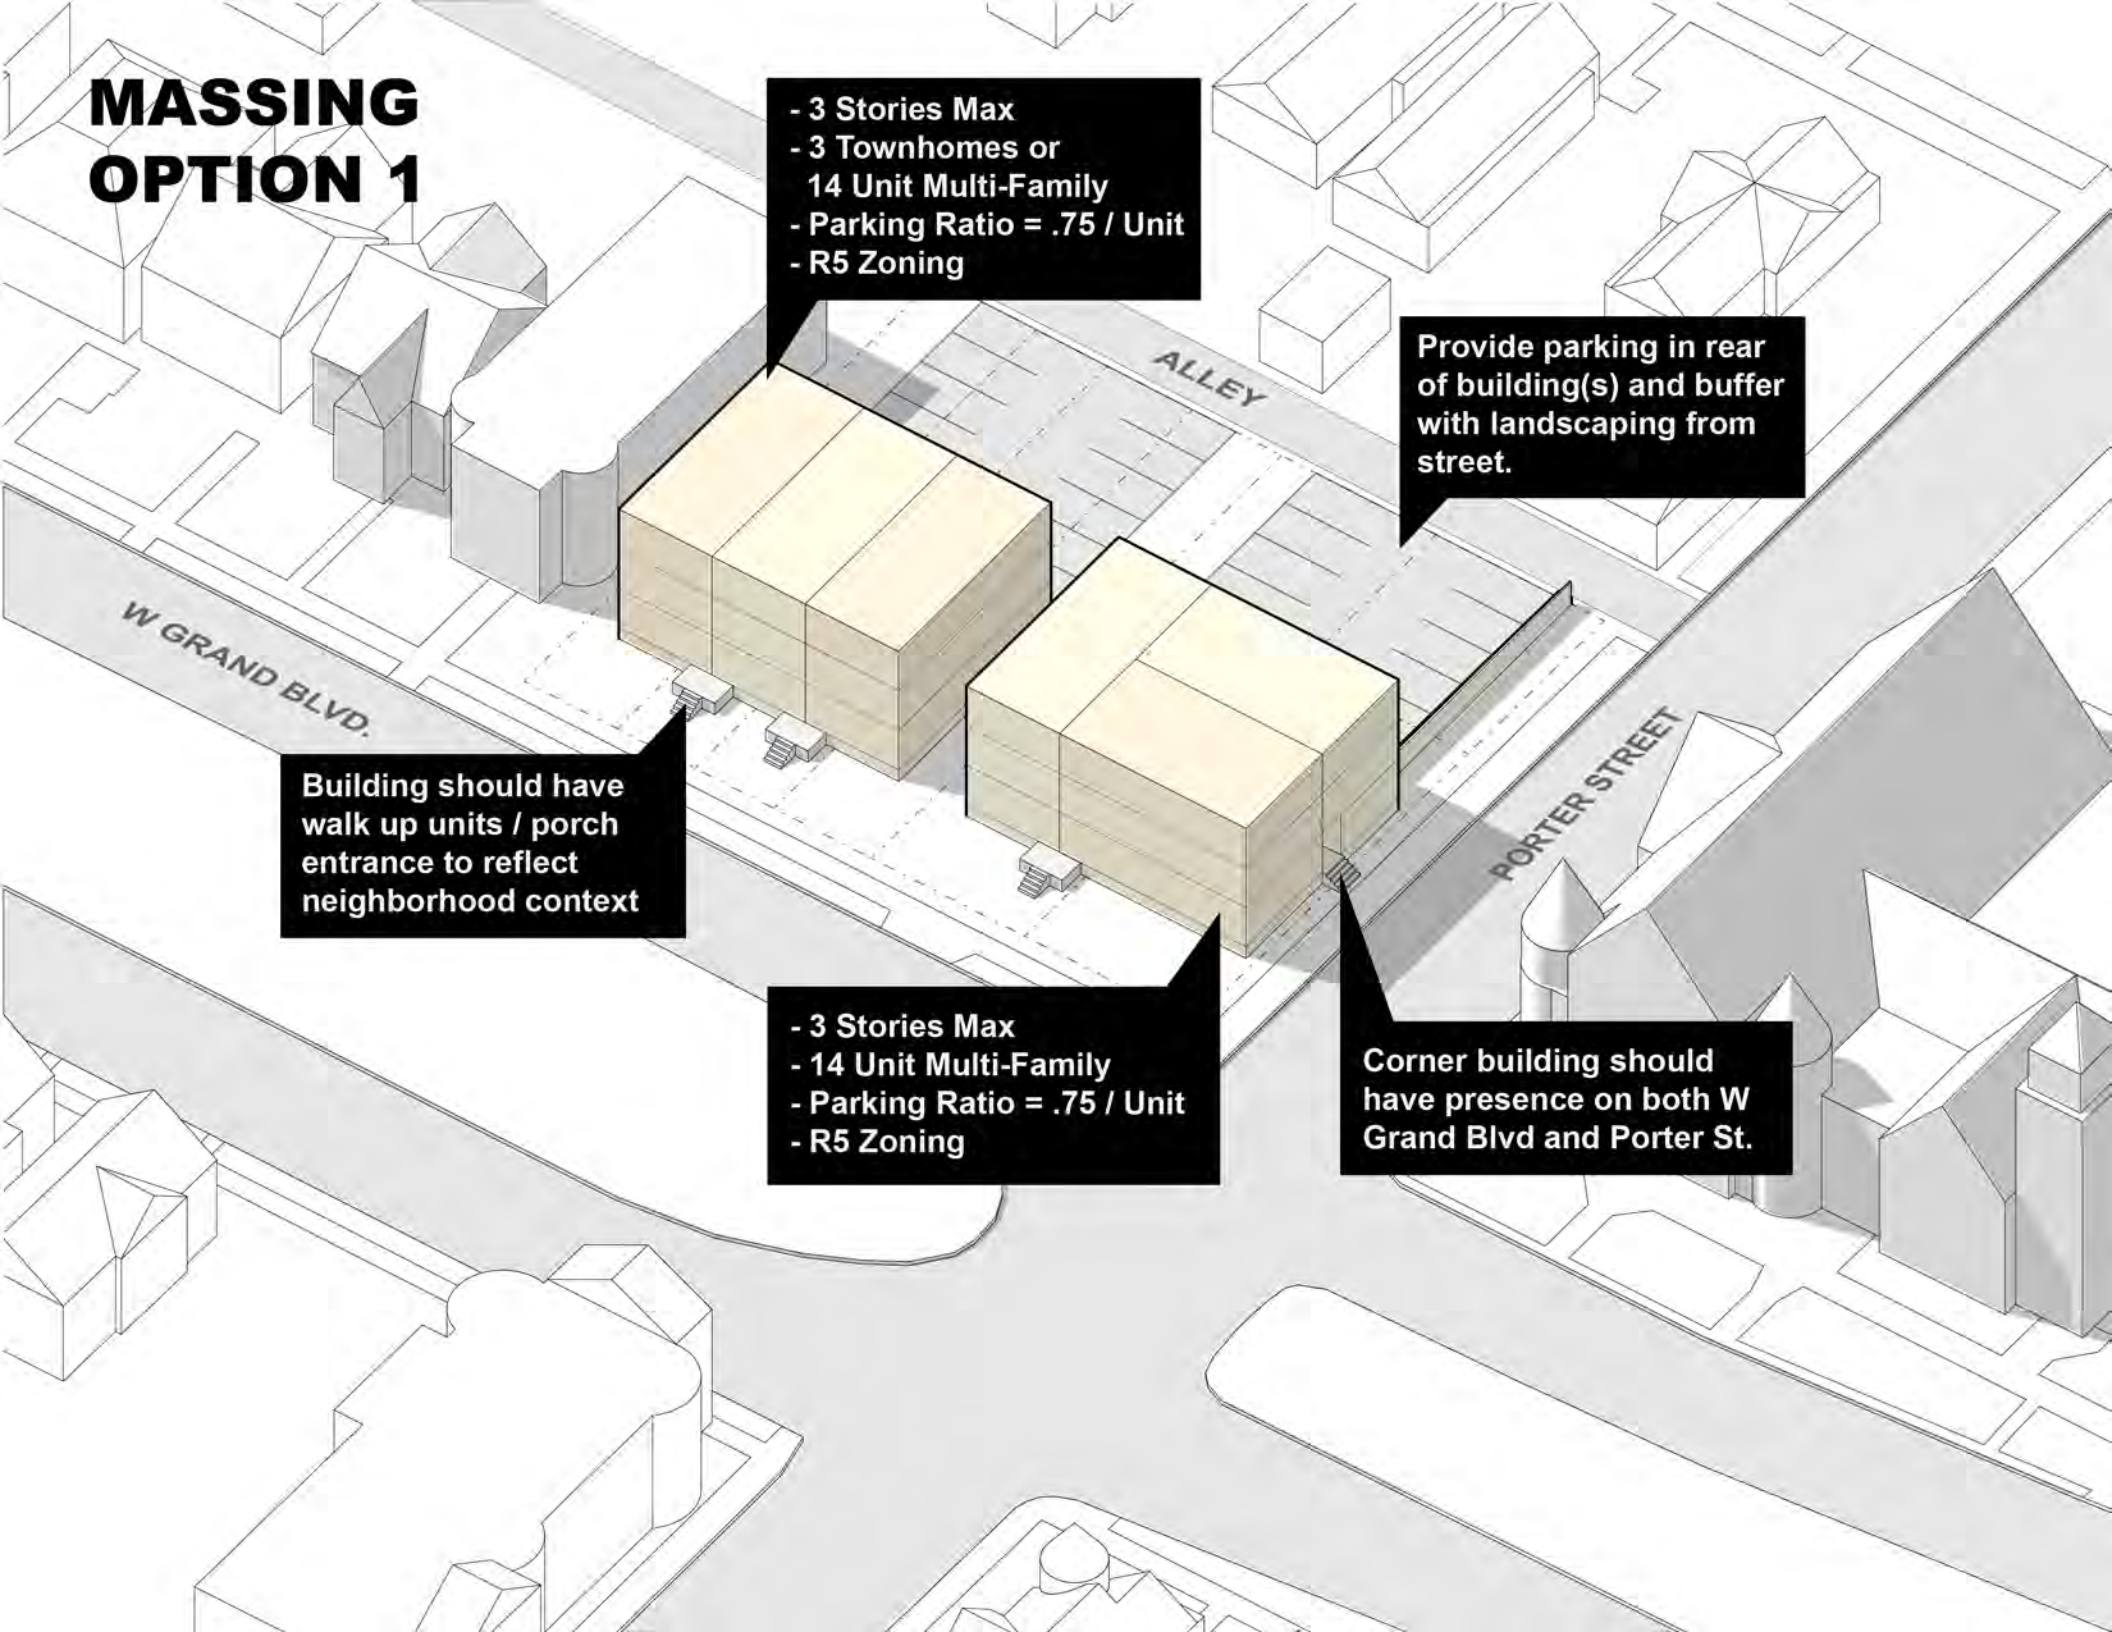 MASSING
OPTION 1
- 3 Stories Max
- 3 Townhomes or
14 Unit Multi-Family
- Parking Ratio = .75 / Unit
- R5 Zoning
ALLEY
Provide parking in rear
of building(s) and buffer
with landscaping from
street.
W GRAND BLVD.
PORTER STREET
Building should have
walk up units / porch
entrance to reflect
neighborhood context
- 3 Stories Max
- 14 Unit Multi-Family
- Parking Ratio = .75 / Unit
- R5 Zoning
Corner building should
have presence on both W
Grand Blvd and Porter St.